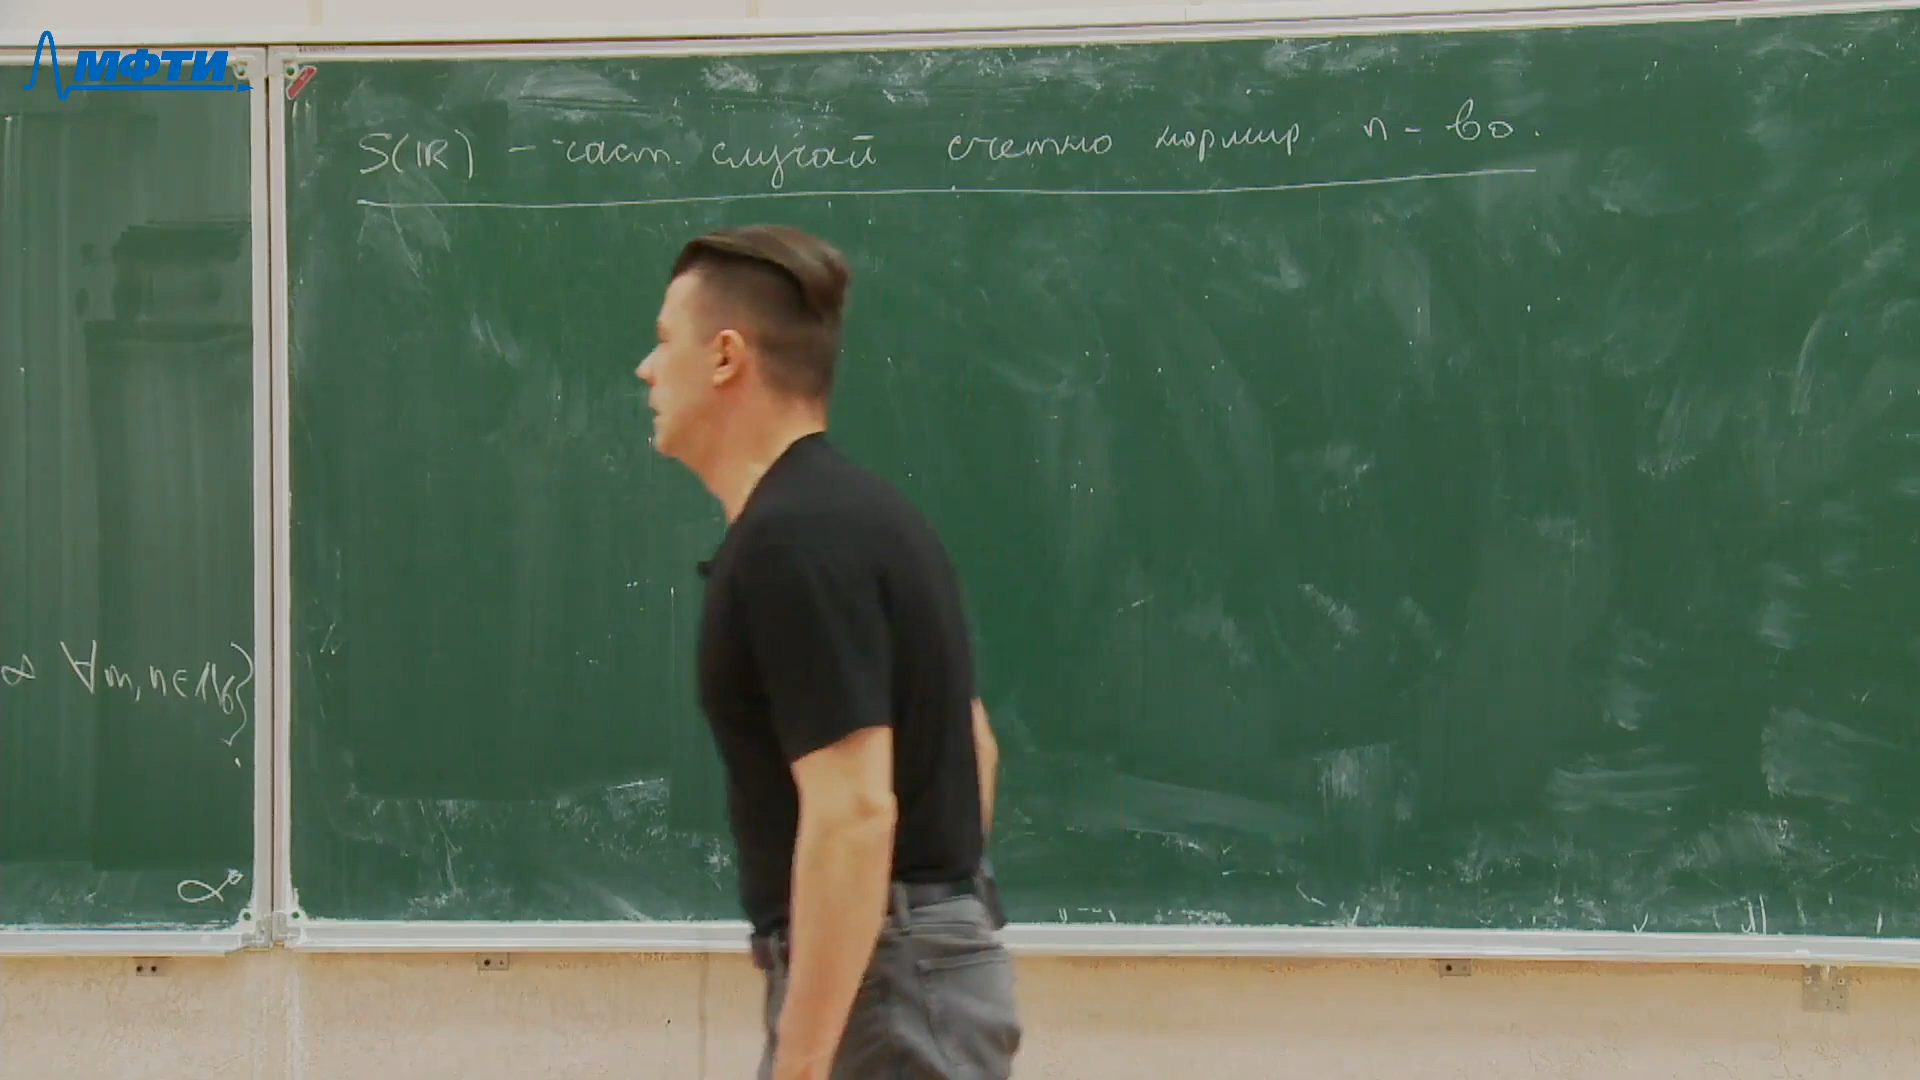 МФТИ
S(ℝ) - част. случай счетно нормир. п-во.
∞ ∀m,n∈ℕ₀}